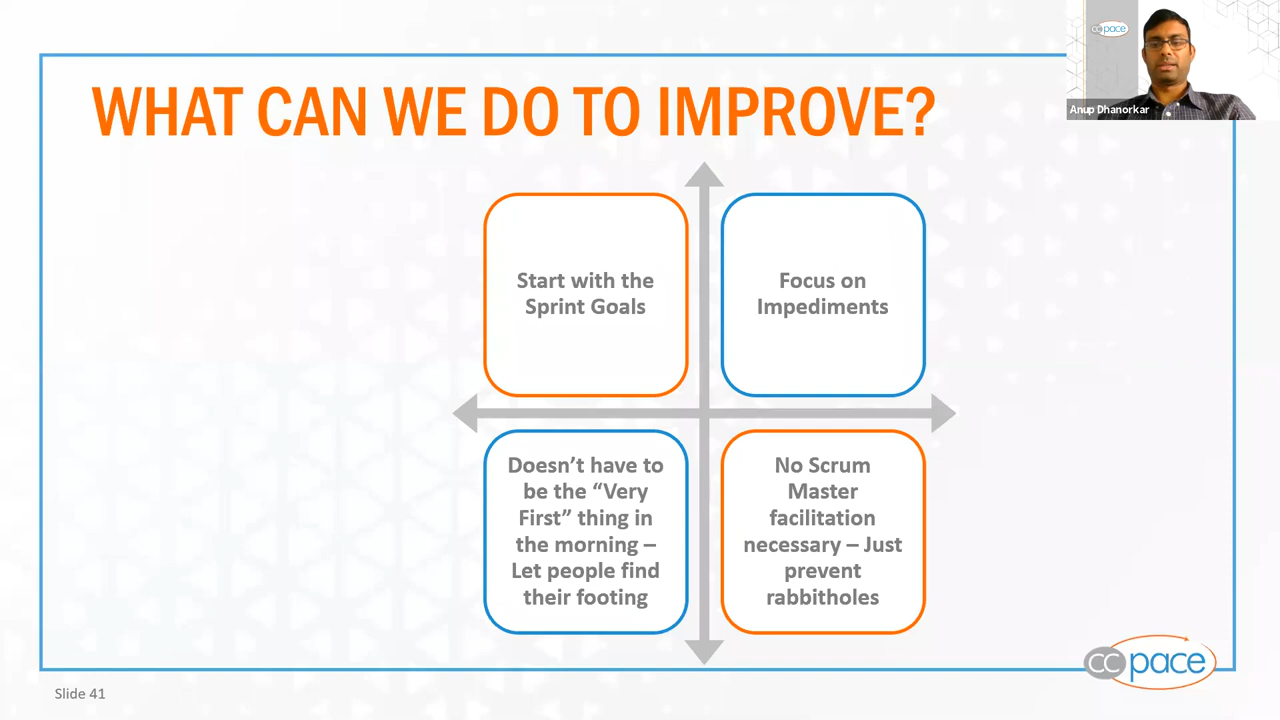 cc pace
Anup Dhanorkar
WHAT CAN WE DO TO IMPROVE?
Start with the
Sprint Goals
Focus on
Impediments
Doesn’t have to
be the “Very
First” thing in
the morning –
Let people find
their footing
No Scrum
Master
facilitation
necessary – Just
prevent
rabbitholes
Slide 41
cc pace